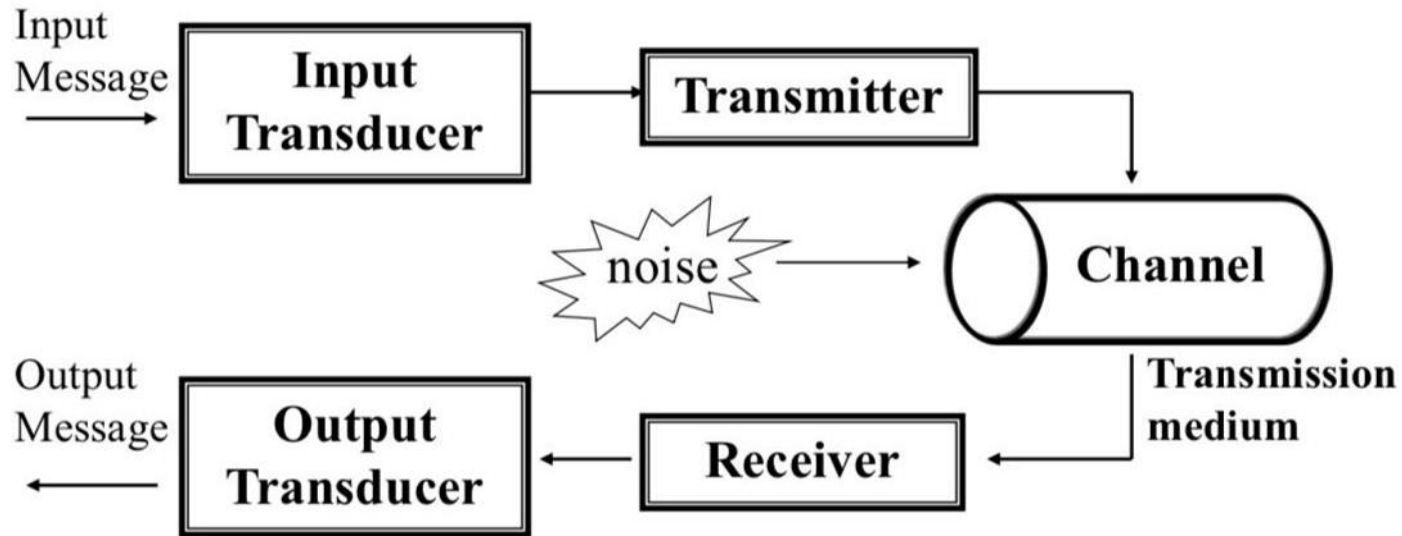 Input
Message
Input
Transducer
Transmitter
noise
Channel
Transmission
medium
Receiver
Output
Transducer
Output
Message